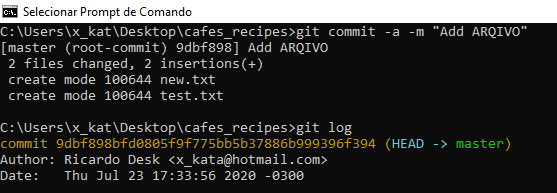 Selecionar Prompt de Comando
C:\Users\x_kat\Desktop\cafes_recipes>git commit -a -m "Add ARQIVO"
[master (root-commit) 9dbf898] Add ARQIVO
 2 files changed, 2 insertions(+)
 create mode 100644 new.txt
 create mode 100644 test.txt
C:\Users\x_kat\Desktop\cafes_recipes>git log
commit 9dbf898bfd0805f9f775bb5b37886b999396f394 (HEAD -> master)
Author: Ricardo Desk <x_kata@hotmail.com>
Date:   Thu Jul 23 17:33:56 2020 -0300